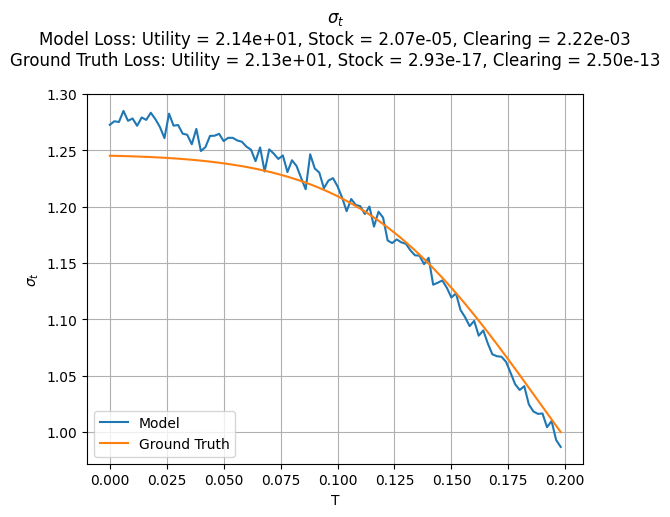 σt
Model Loss: Utility = 2.14e+01, Stock = 2.07e-05, Clearing = 2.22e-03
Ground Truth Loss: Utility = 2.13e+01, Stock = 2.93e-17, Clearing = 2.50e-13
1.30
1.25
1.20
1.15
1.10
1.05
1.00
σt
Model
Ground Truth
0.000 0.025 0.050 0.075 0.100 0.125 0.150 0.175 0.200
T